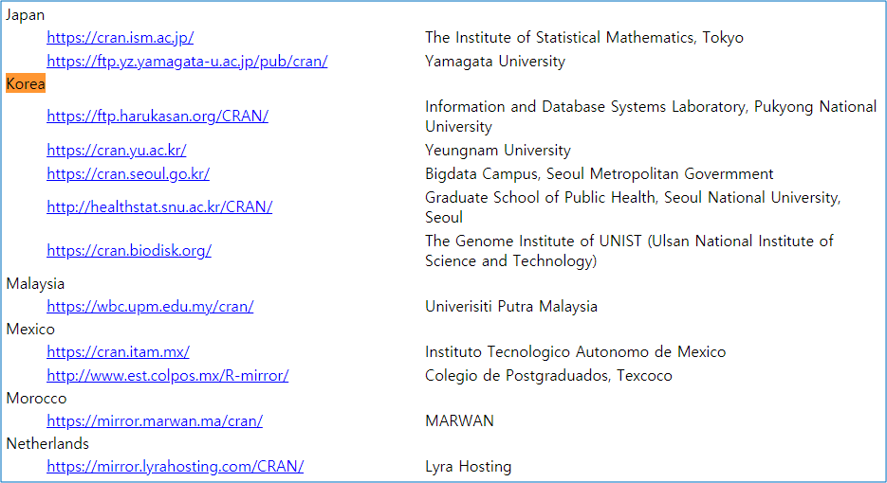 Japan
https://cran.ism.ac.jp/ The Institute of Statistical Mathematics, Tokyo
https://ftp.yz.yamagata-u.ac.jp/pub/cran/ Yamagata University
Korea
https://ftp.harukasan.org/CRAN/ Information and Database Systems Laboratory, Pukyong National
University
https://cran.yu.ac.kr/ Yeungnam University
https://cran.seoul.go.kr/ Bigdata Campus, Seoul Metropolitan Govermment
http://healthstat.snu.ac.kr/CRAN/ Graduate School of Public Health, Seoul National University,
Seoul
https://cran.biodisk.org/ The Genome Institute of UNIST (Ulsan National Institute of
Science and Technology)
Malaysia
https://wbc.upm.edu.my/cran/ Univerisiti Putra Malaysia
Mexico
https://cran.itam.mx/ Instituto Tecnologico Autonomo de Mexico
http://www.est.colpos.mx/R-mirror/ Colegio de Postgraduados, Texcoco
Morocco
https://mirror.marwan.ma/cran/ MARWAN
Netherlands
https://mirror.lyrahosting.com/CRAN/ Lyra Hosting